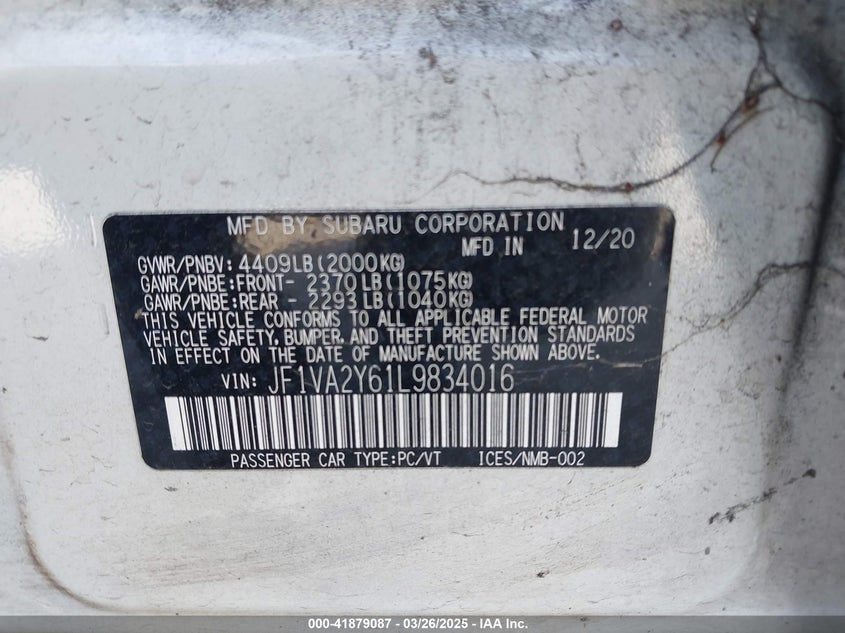 MFD BY SUBARU CORPORATION
MFD IN 12/20
GVWR/PNBV: 4409LB(2000KG)
GAWR/PNBE:FRONT- 2370LB(1075KG)
GAWR/PNBE:REAR - 2293LB(1040KG)
THIS VEHICLE CONFORMS TO ALL APPLICABLE FEDERAL MOTOR
VEHICLE SAFETY, BUMPER, AND THEFT PREVENTION STANDARDS
IN EFFECT ON THE DATE OF MANUFACTURE SHOWN ABOVE.
VIN: JF1VA2Y61L9834016
PASSENGER CAR TYPE:PC/VT ICES/NMB-002
000-41879087 - 03/26/2025 - IAA Inc.